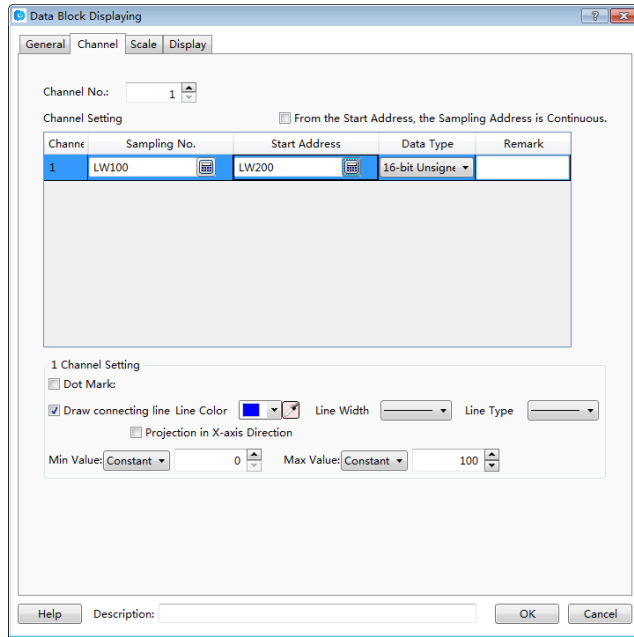 Data Block Displaying
General Channel Scale Display
Channel No.: 1
Channel Setting From the Start Address, the Sampling Address is Continuous.
Channe Sampling No. Start Address Data Type Remark
1 LW100 LW200 16-bit Unsigne
1 Channel Setting
Dot Mark:
Draw connecting line Line Color Line Width Line Type
Projection in X-axis Direction
Min Value: Constant 0 Max Value: Constant 100
Help Description: OK Cancel